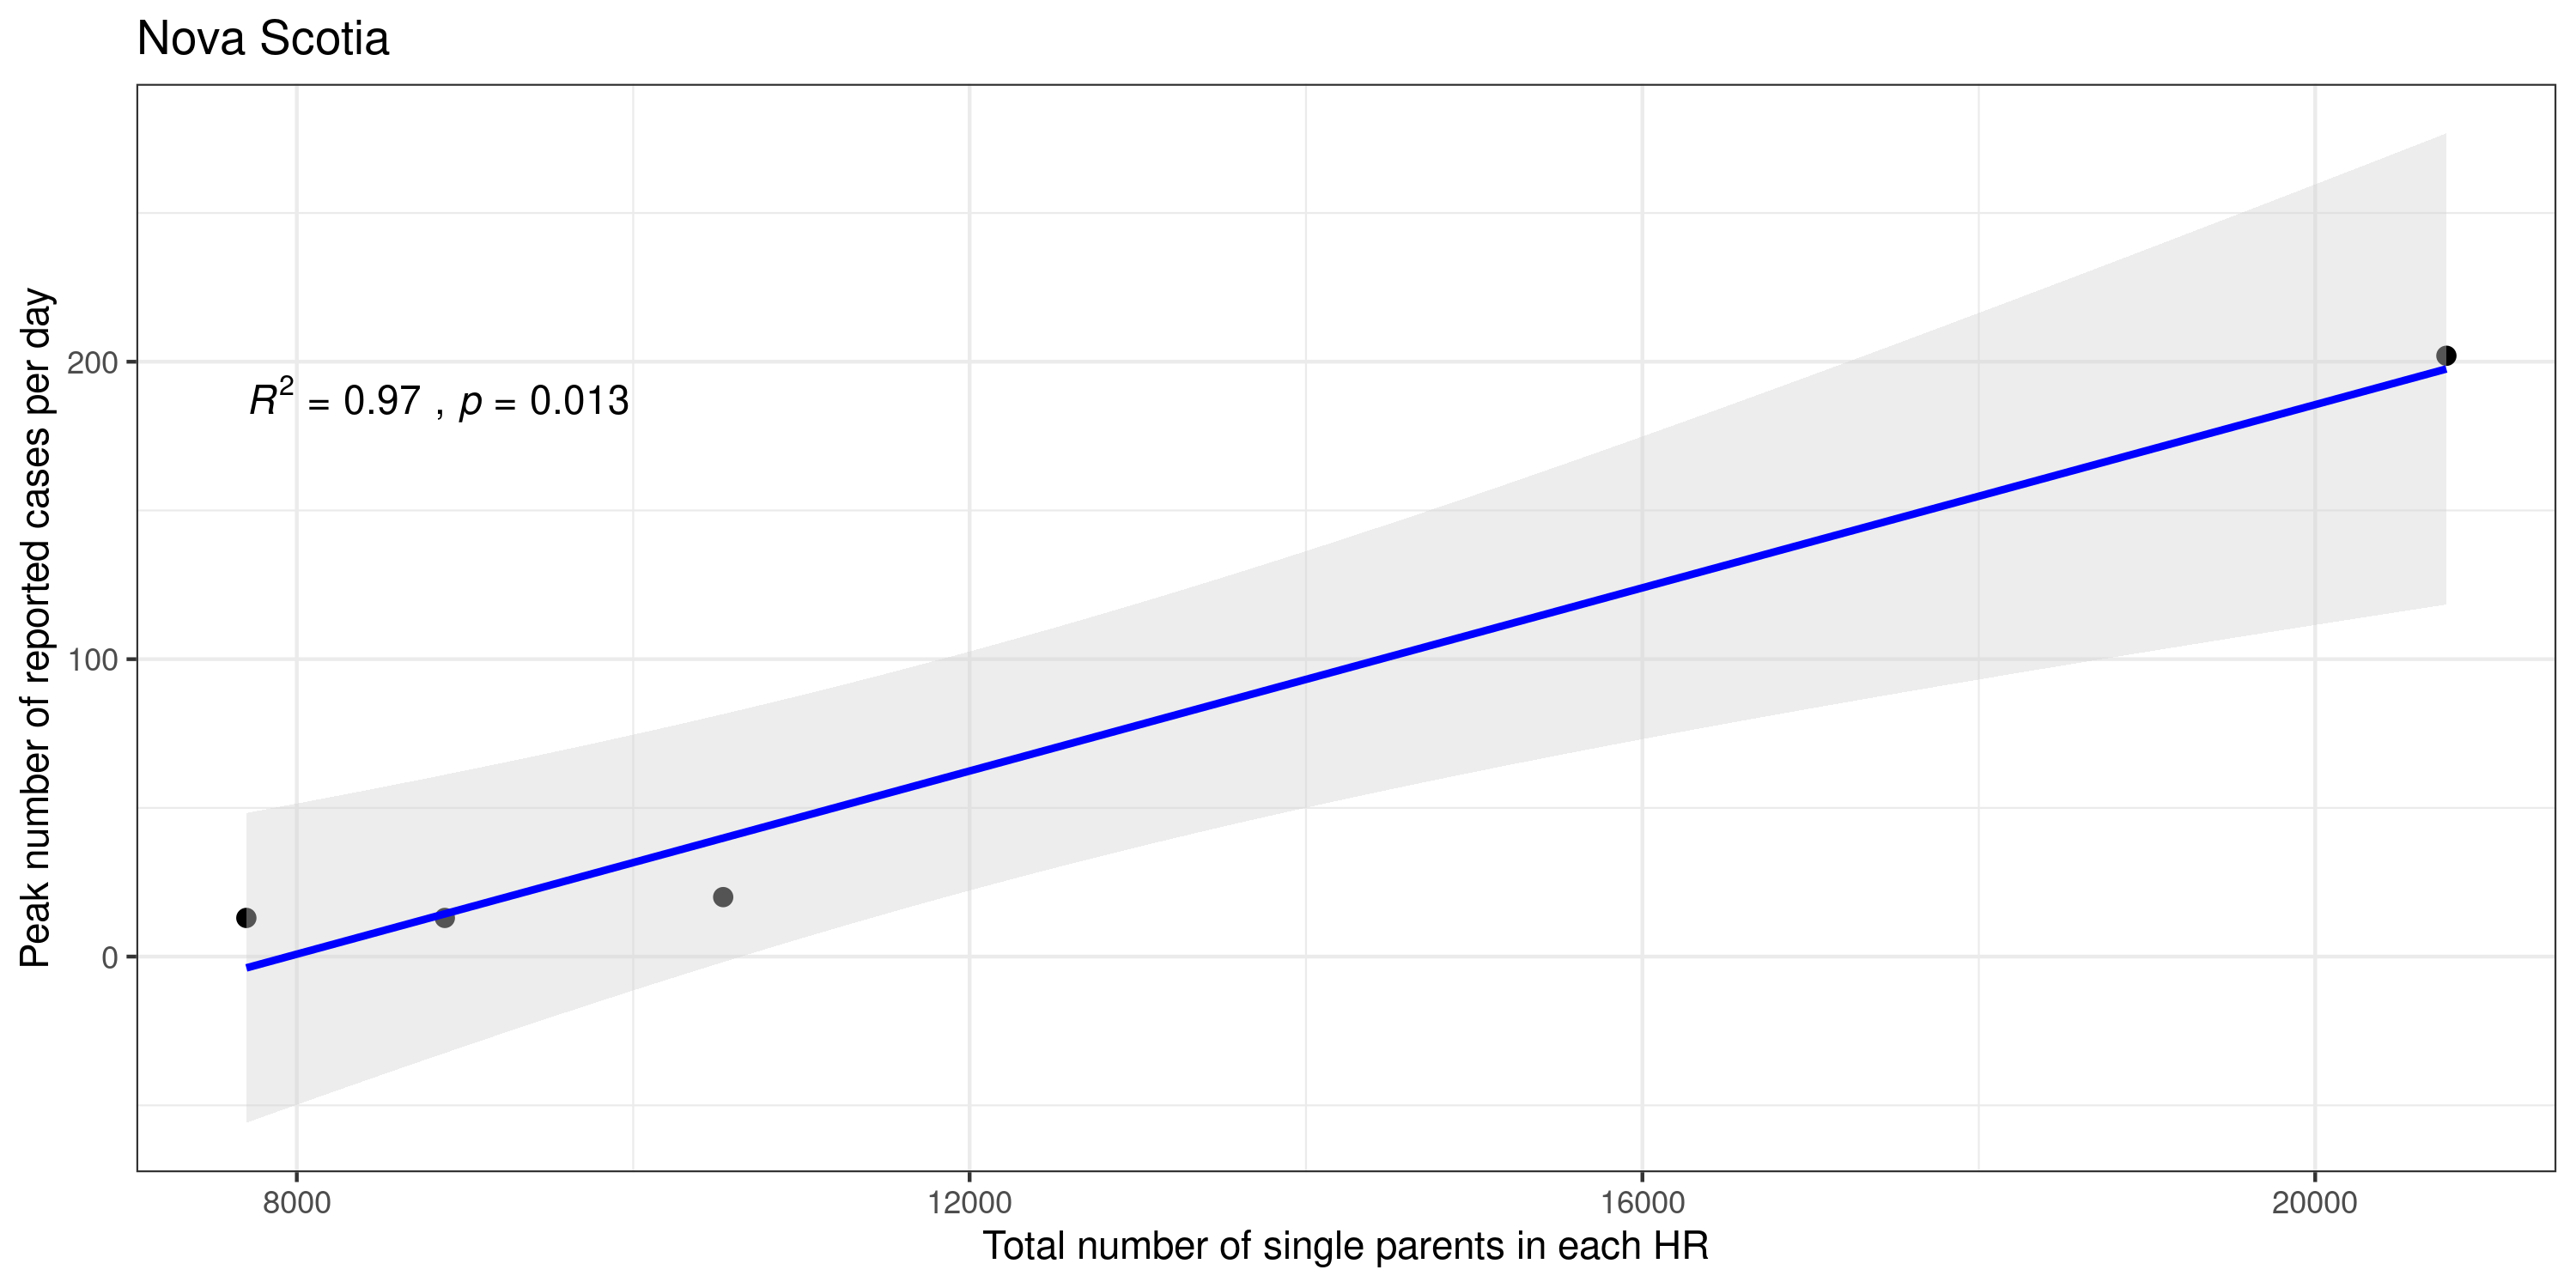 Nova Scotia
Peak number of reported cases per day
200
100
0
R² = 0.97 , p = 0.013
8000 12000 16000 20000
Total number of single parents in each HR